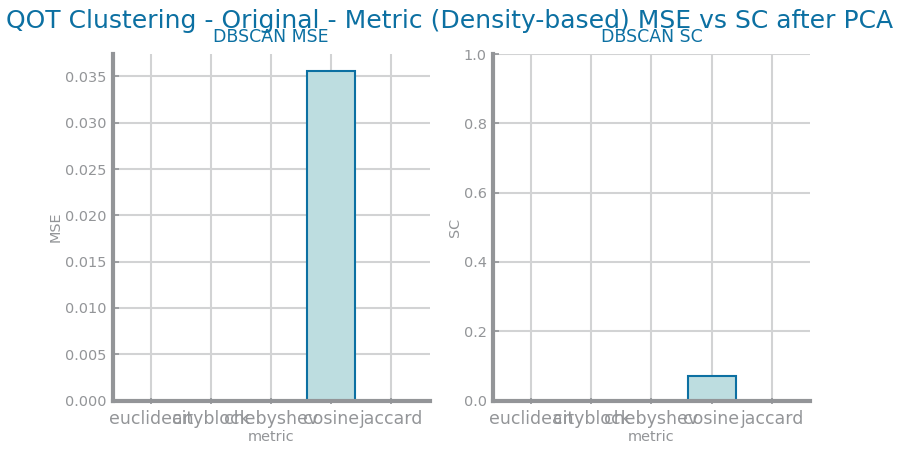 QOT Clustering - Original - Metric (Density-based) MSE vs SC after PCA
DBSCAN MSE
DBSCAN SC
MSE
0.035
0.030
0.025
0.020
0.015
0.010
0.005
0.000
euclidean cityblock chebyshev cosine jaccard
metric
SC
1.0
0.8
0.6
0.4
0.2
0.0
euclidean cityblock chebyshev cosine jaccard
metric